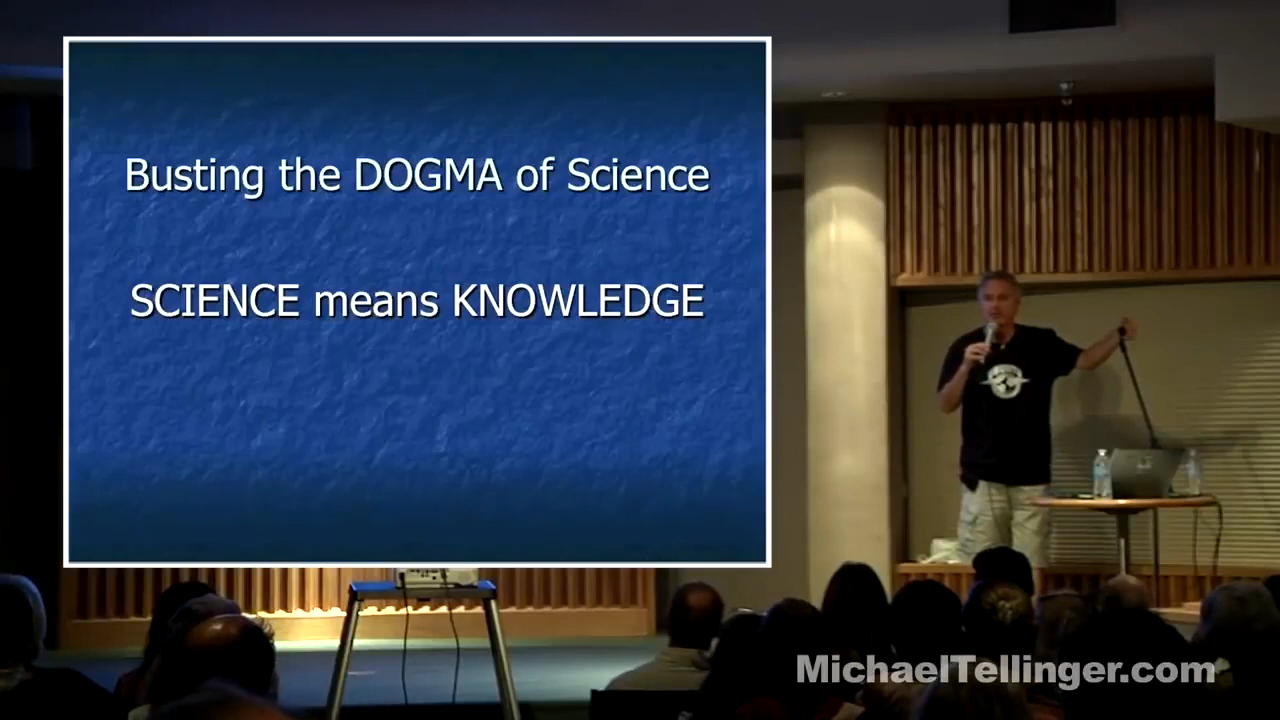 Busting the DOGMA of Science
SCIENCE means KNOWLEDGE
MichaelTellinger.com